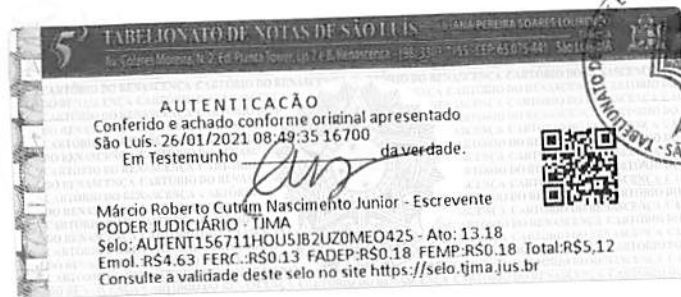 5º TABELIONATO DE NOTAS DE SÃO LUÍS
AUTENTICACÃO
Conferido e achado conforme original apresentado
São Luís. 26/01/2021 08:49:35 16700
Em Testemunho da verdade.
Márcio Roberto Cutrim Nascimento Junior - Escrevente
PODER JUDICIÁRIO - TJMA
Selo: AUTENT156711HOU5JB2UZ0MEO425 - Ato: 13.18
Emol.:R$4.63 FERC.:R$0.13 FADEP:R$0.18 FEMP:R$0.18 Total:R$5,12
Consulte a validade deste selo no site https://selo.tjma.jus.br